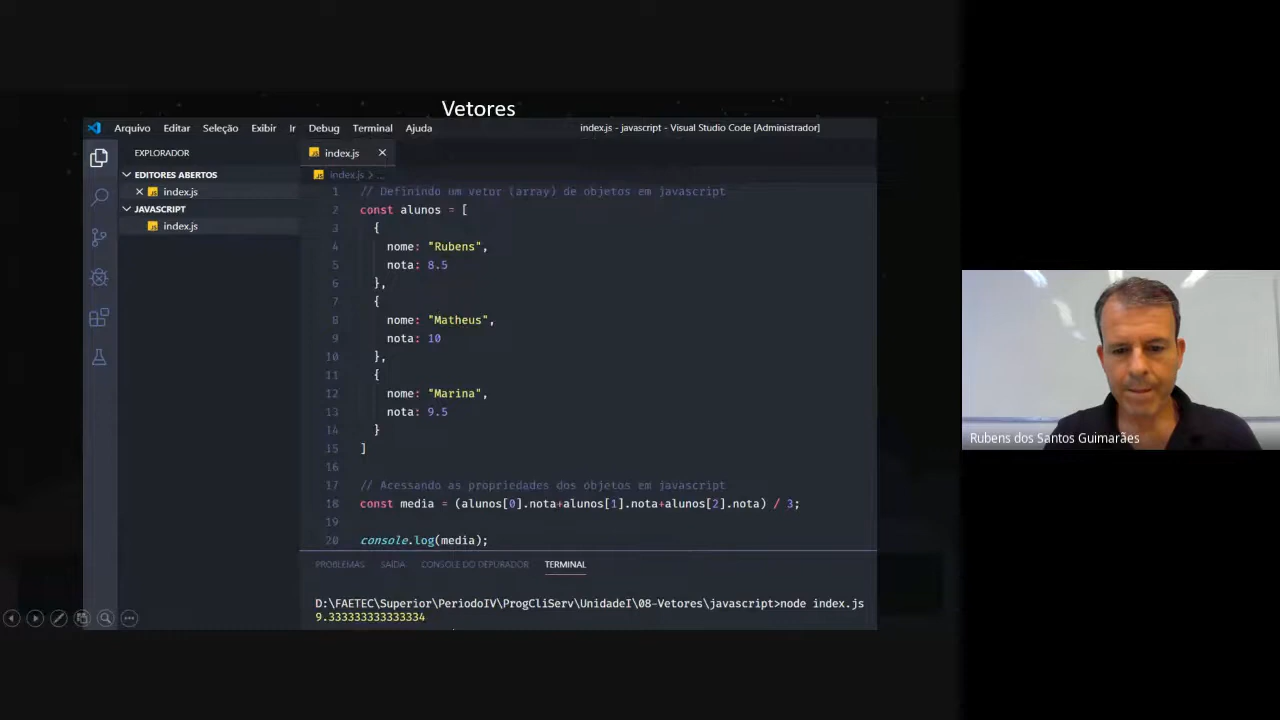 Vetores
Arquivo Editar Seleção Exibir Ir Debug Terminal Ajuda index.js - javascript - Visual Studio Code [Administrador]
EXPLORADOR
EDITORES ABERTOS
index.js
JAVASCRIPT
index.js
index.js
index.js > ...
1 // Definindo um vetor (array) de objetos em javascript
2 const alunos = [
3 {
4 nome: "Rubens",
5 nota: 8.5
6 },
7 {
8 nome: "Matheus",
9 nota: 10
10 },
11 {
12 nome: "Marina",
13 nota: 9.5
14 }
15 ]
16
17 // Acessando as propriedades dos objetos em javascript
18 const media = (alunos[0].nota+alunos[1].nota+alunos[2].nota) / 3;
19
20 console.log(media);
PROBLEMAS SAÍDA CONSOLE DO DEPURADOR TERMINAL
D:\FAETEC\Superior\PeriodoIV\ProgCliServ\UnidadeI\08-Vetores\javascript>node index.js
9.333333333333334
Rubens dos Santos Guimarães